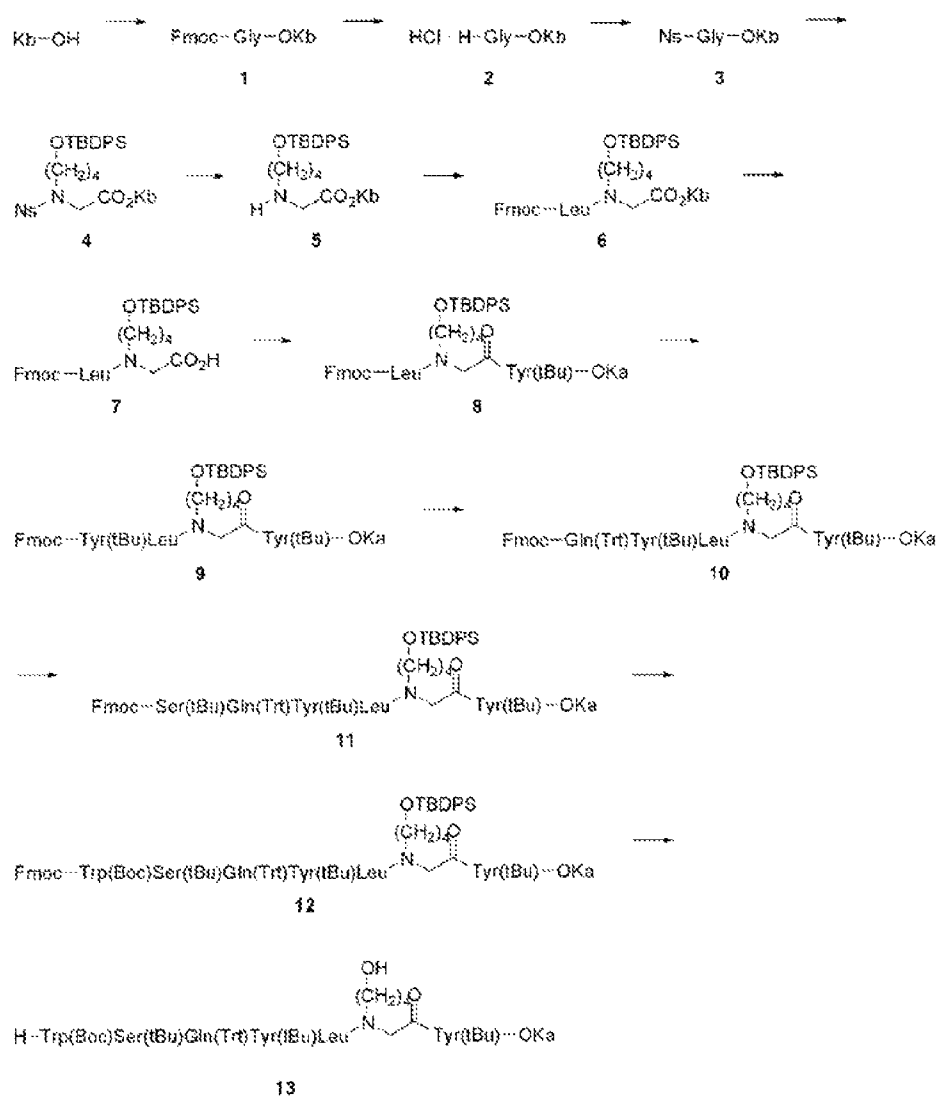 Kb-OH Fmoc-Gly-OKb HCl · H-Gly-OKb Ns-Gly-OKb
1 2 3
OTBDPS OTBDPS OTBDPS
(CH₂)₄ (CH₂)₄ (CH₂)₄
Ns N CO₂Kb H N CO₂Kb Fmoc-Leu N CO₂Kb
4 5 6
OTBDPS OTBDPS
(CH₂)₄ (CH₂)₄ O
Fmoc-Leu N CO₂H Fmoc-Leu N Tyr(tBu)-OKa
7 8
OTBDPS OTBDPS
(CH₂)₄ O (CH₂)₄ O
Fmoc-Tyr(tBu)Leu N Tyr(tBu)-OKa Fmoc-Gln(Trt)Tyr(tBu)Leu N Tyr(tBu)-OKa
9 10
OTBDPS
(CH₂)₄ O
Fmoc-Ser(tBu)Gln(Trt)Tyr(tBu)Leu N Tyr(tBu)-OKa
11
OTBDPS
(CH₂)₄ O
Fmoc-Trp(Boc)Ser(tBu)Gln(Trt)Tyr(tBu)Leu N Tyr(tBu)-OKa
12
OH
(CH₂)₄ O
H-Trp(Boc)Ser(tBu)Gln(Trt)Tyr(tBu)Leu N Tyr(tBu)-OKa
13